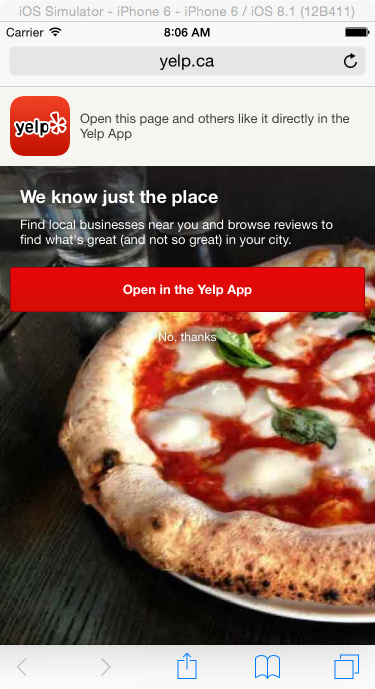 iOS Simulator - iPhone 6 - iPhone 6 / iOS 8.1 (12B411)
Carrier 8:06 AM
yelp.ca
yelp
Open this page and others like it directly in the
Yelp App
We know just the place
Find local businesses near you and browse reviews to
find what's great (and not so great) in your city.
Open in the Yelp App
No, thanks